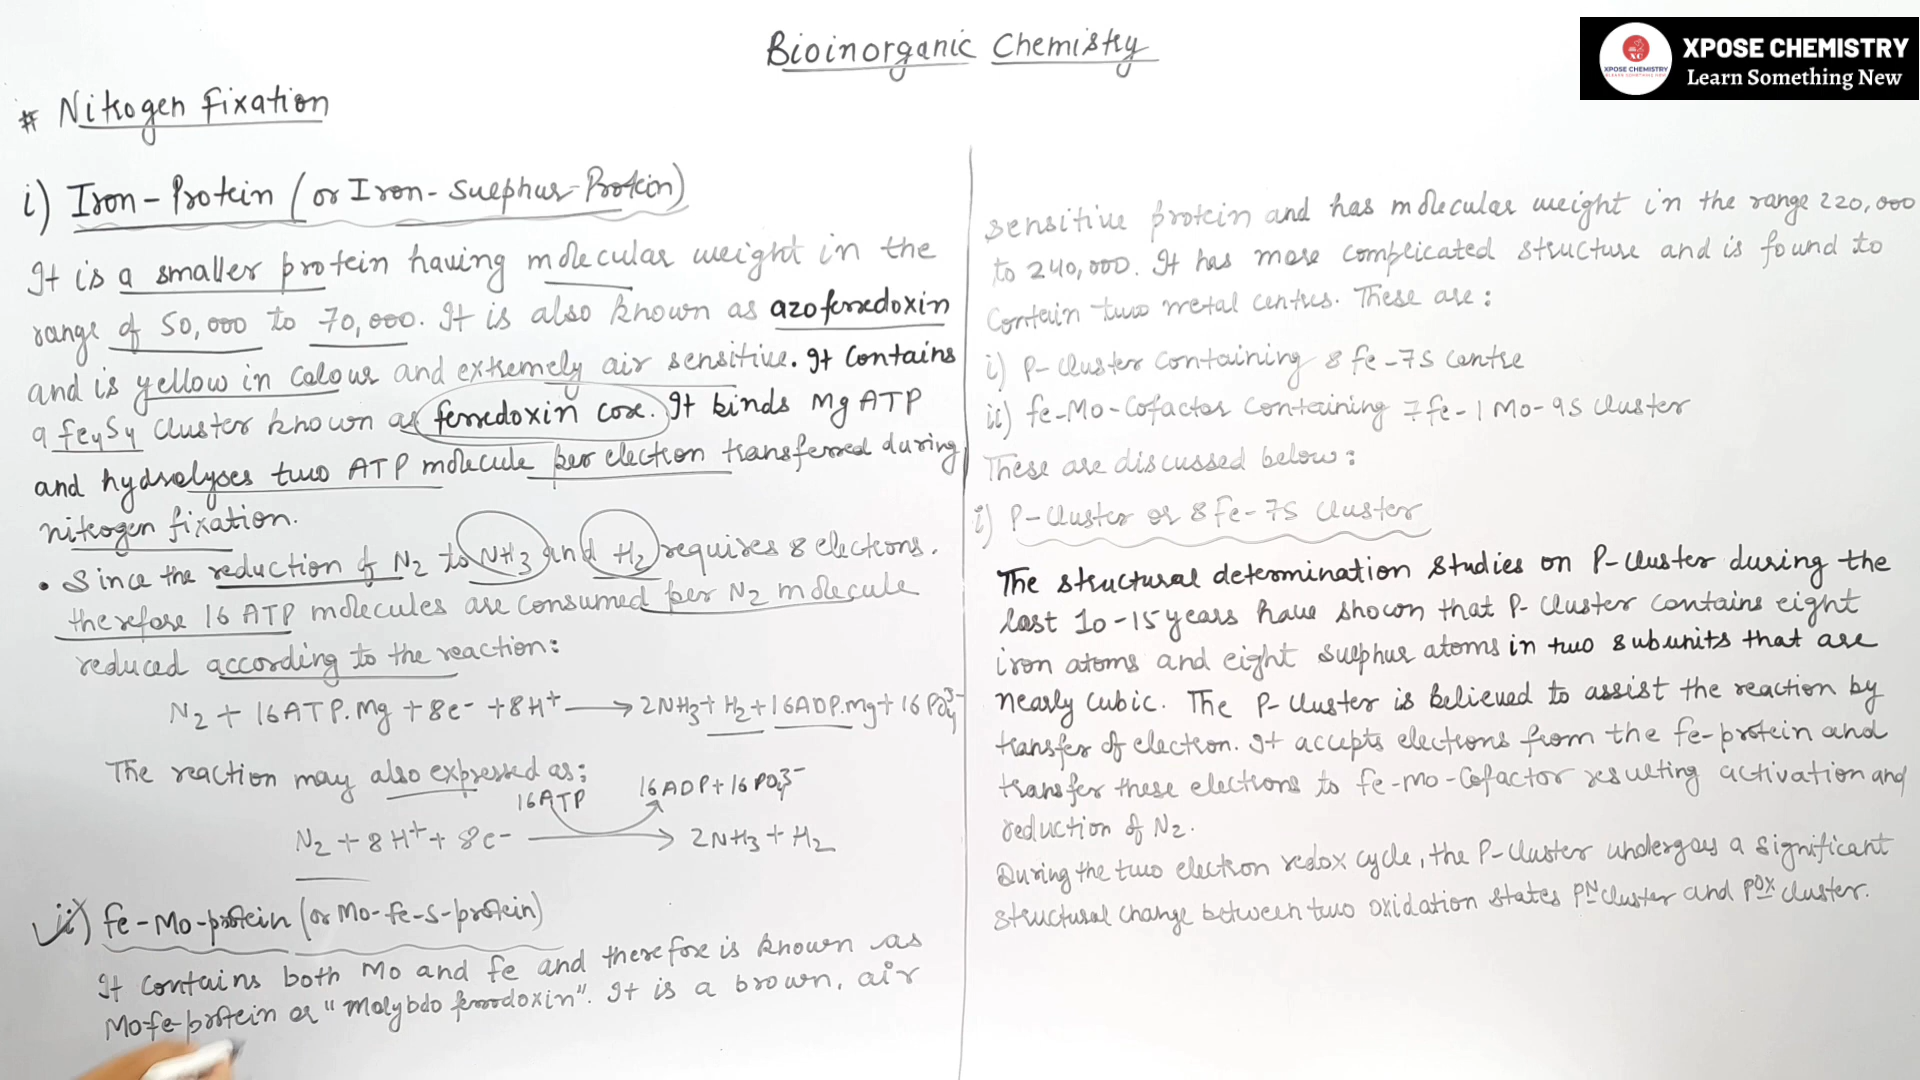 Bioinorganic Chemistry
XPOSE CHEMISTRY
Learn Something New
XPOSE CHEMISTRY
# Nitrogen Fixation
i) Iron-Protein (or Iron-Sulphur-Protein)
It is a smaller protein having molecular weight in the
range of 50,000 to 70,000. It is also known as azoferredoxin
and is yellow in colour and extremely air sensitive. It contains
a Fe4S4 cluster known as ferredoxin core. It binds MgATP
and hydrolyses two ATP molecule per electron transferred during
nitrogen fixation.
• Since the reduction of N2 to NH3 and H2 requires 8 electrons.
therefore 16 ATP molecules are consumed per N2 molecule
reduced according to the reaction:
N2 + 16ATP.Mg + 8e- + 8H+ → 2NH3 + H2 + 16ADP.Mg + 16PO4^3-
The reaction may also expressed as:
16ATP 16ADP + 16PO4^3-
N2 + 8H+ + 8e- → 2NH3 + H2
ii) Fe-Mo-protein (or Mo-Fe-S-protein)
It contains both Mo and Fe and therefore is known as
Mo-Fe-protein or "Molybdo ferrodoxin". It is a brown, air
sensitive protein and has molecular weight in the range 220,000
to 240,000. It has more complicated structure and is found to
contain two metal centres. These are:
i) P-Cluster containing 8 Fe-7S centre
ii) Fe-Mo-Cofactor containing 7Fe-1Mo-9S cluster
These are discussed below:
i) P-Cluster or 8Fe-7S cluster
The structural determination studies on P-Cluster during the
last 10-15 years have shown that P-Cluster contains eight
iron atoms and eight sulphur atoms in two subunits that are
nearly cubic. The P-Cluster is believed to assist the reaction by
transfer of electron. It accepts electrons from the Fe-protein and
transfer these electrons to Fe-Mo-Cofactor resulting activation and
reduction of N2.
During the two electron redox cycle, the P-Cluster undergoes a significant
structural change between two oxidation states P^N cluster and P^OX cluster.